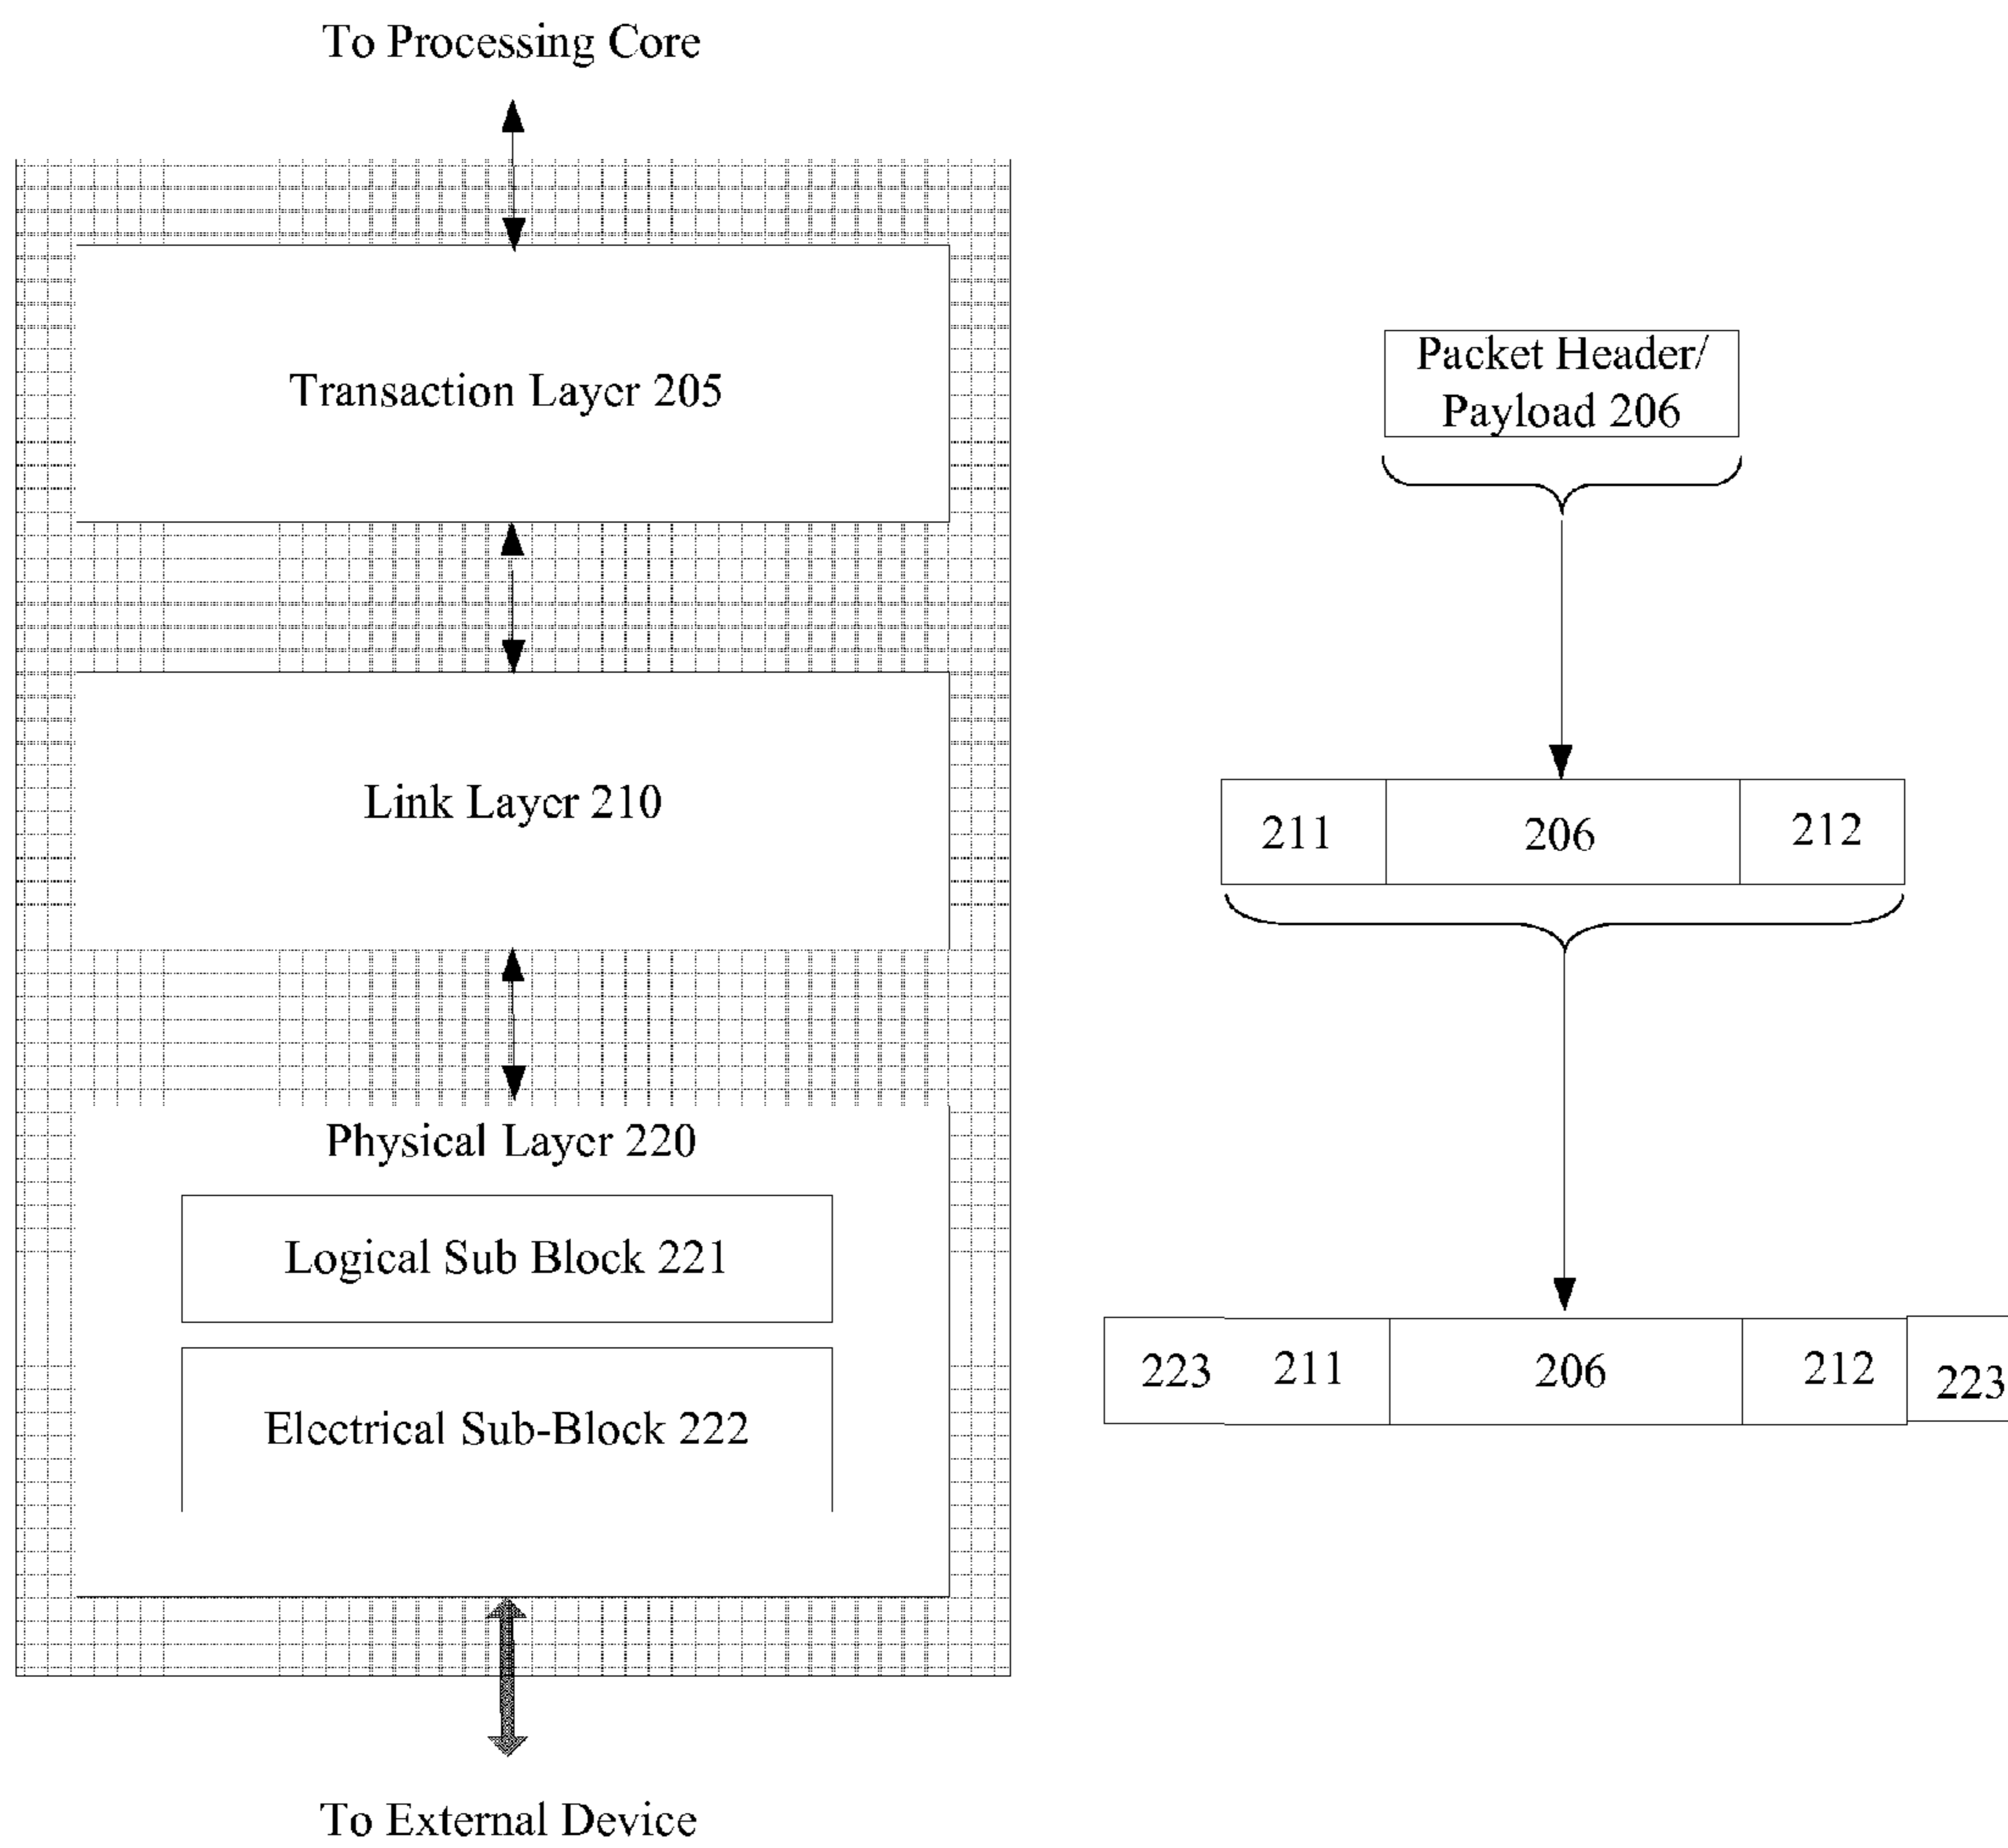 To Processing Core
Transaction Layer 205
Packet Header/
Payload 206
Link Layer 210
211 206 212
Physical Layer 220
Logical Sub Block 221
Electrical Sub-Block 222
223 211 206 212 223
To External Device